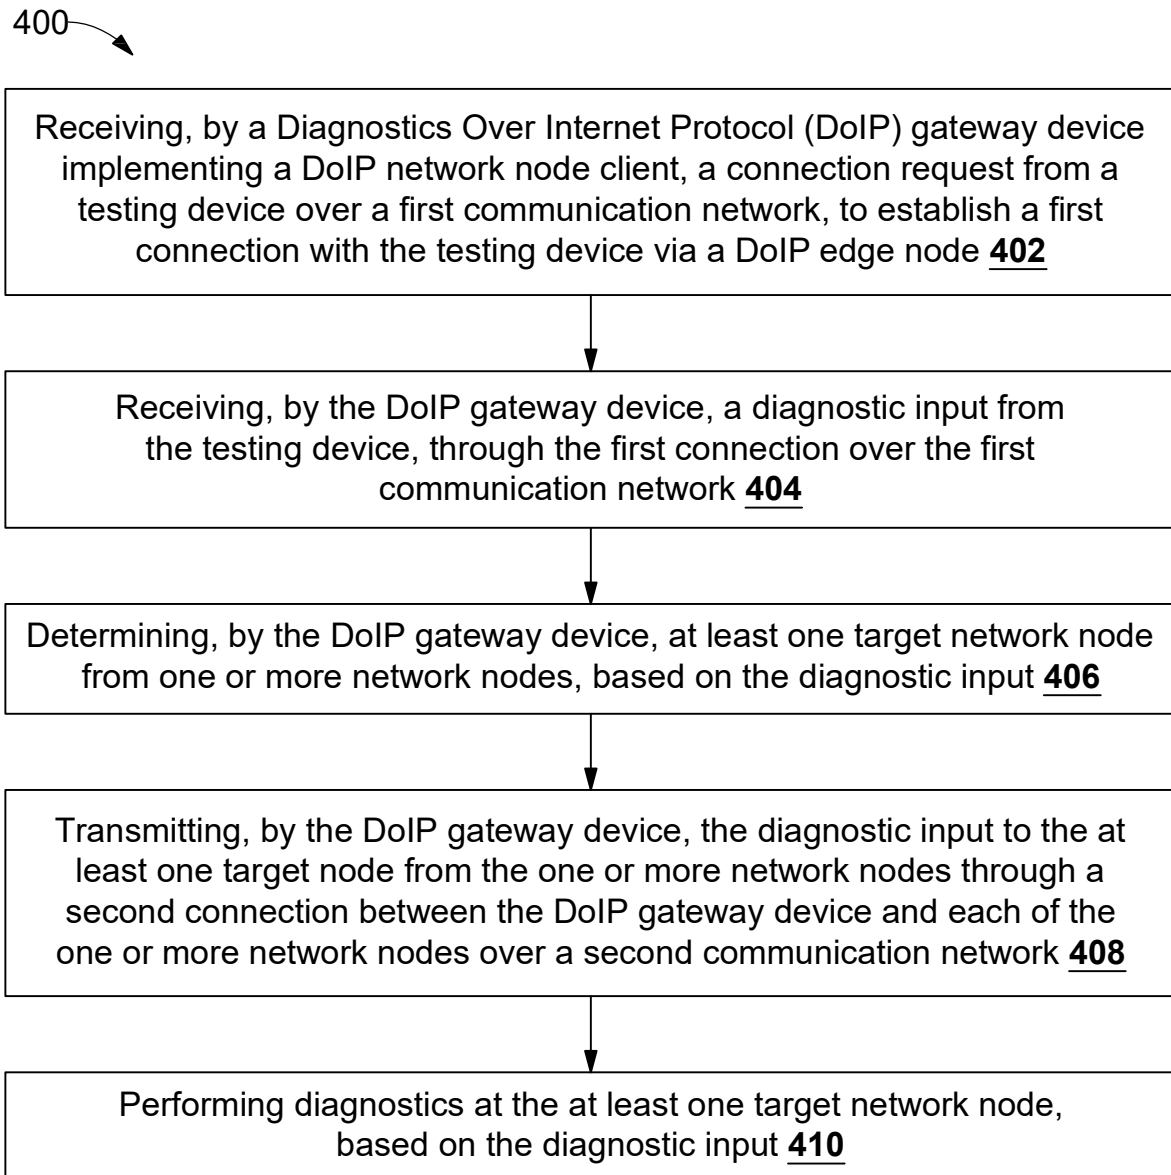 400
Receiving, by a Diagnostics Over Internet Protocol (DoIP) gateway device
implementing a DoIP network node client, a connection request from a
testing device over a first communication network, to establish a first
connection with the testing device via a DoIP edge node 402
Receiving, by the DoIP gateway device, a diagnostic input from
the testing device, through the first connection over the first
communication network 404
Determining, by the DoIP gateway device, at least one target network node
from one or more network nodes, based on the diagnostic input 406
Transmitting, by the DoIP gateway device, the diagnostic input to the at
least one target node from the one or more network nodes through a
second connection between the DoIP gateway device and each of the
one or more network nodes over a second communication network 408
Performing diagnostics at the at least one target network node,
based on the diagnostic input 410